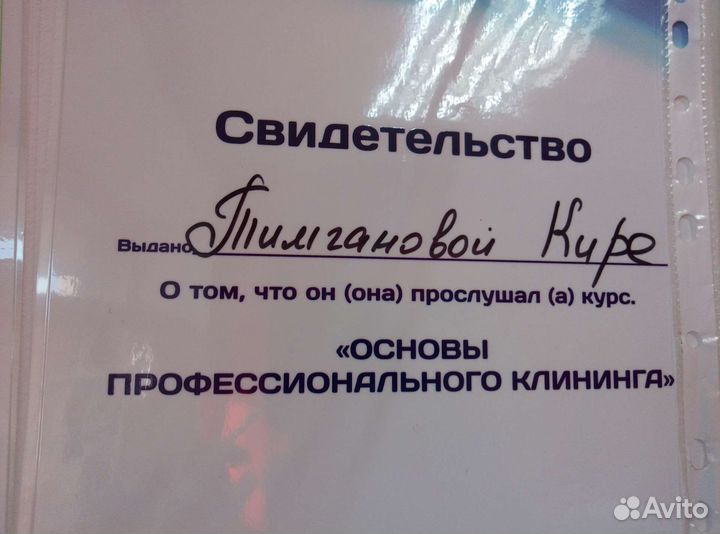 Свидетельство
Выдано Тимгановой Кире
О том, что он (она) прослушал (а) курс.
«ОСНОВЫ
ПРОФЕССИОНАЛЬНОГО КЛИНИНГА»
Avito